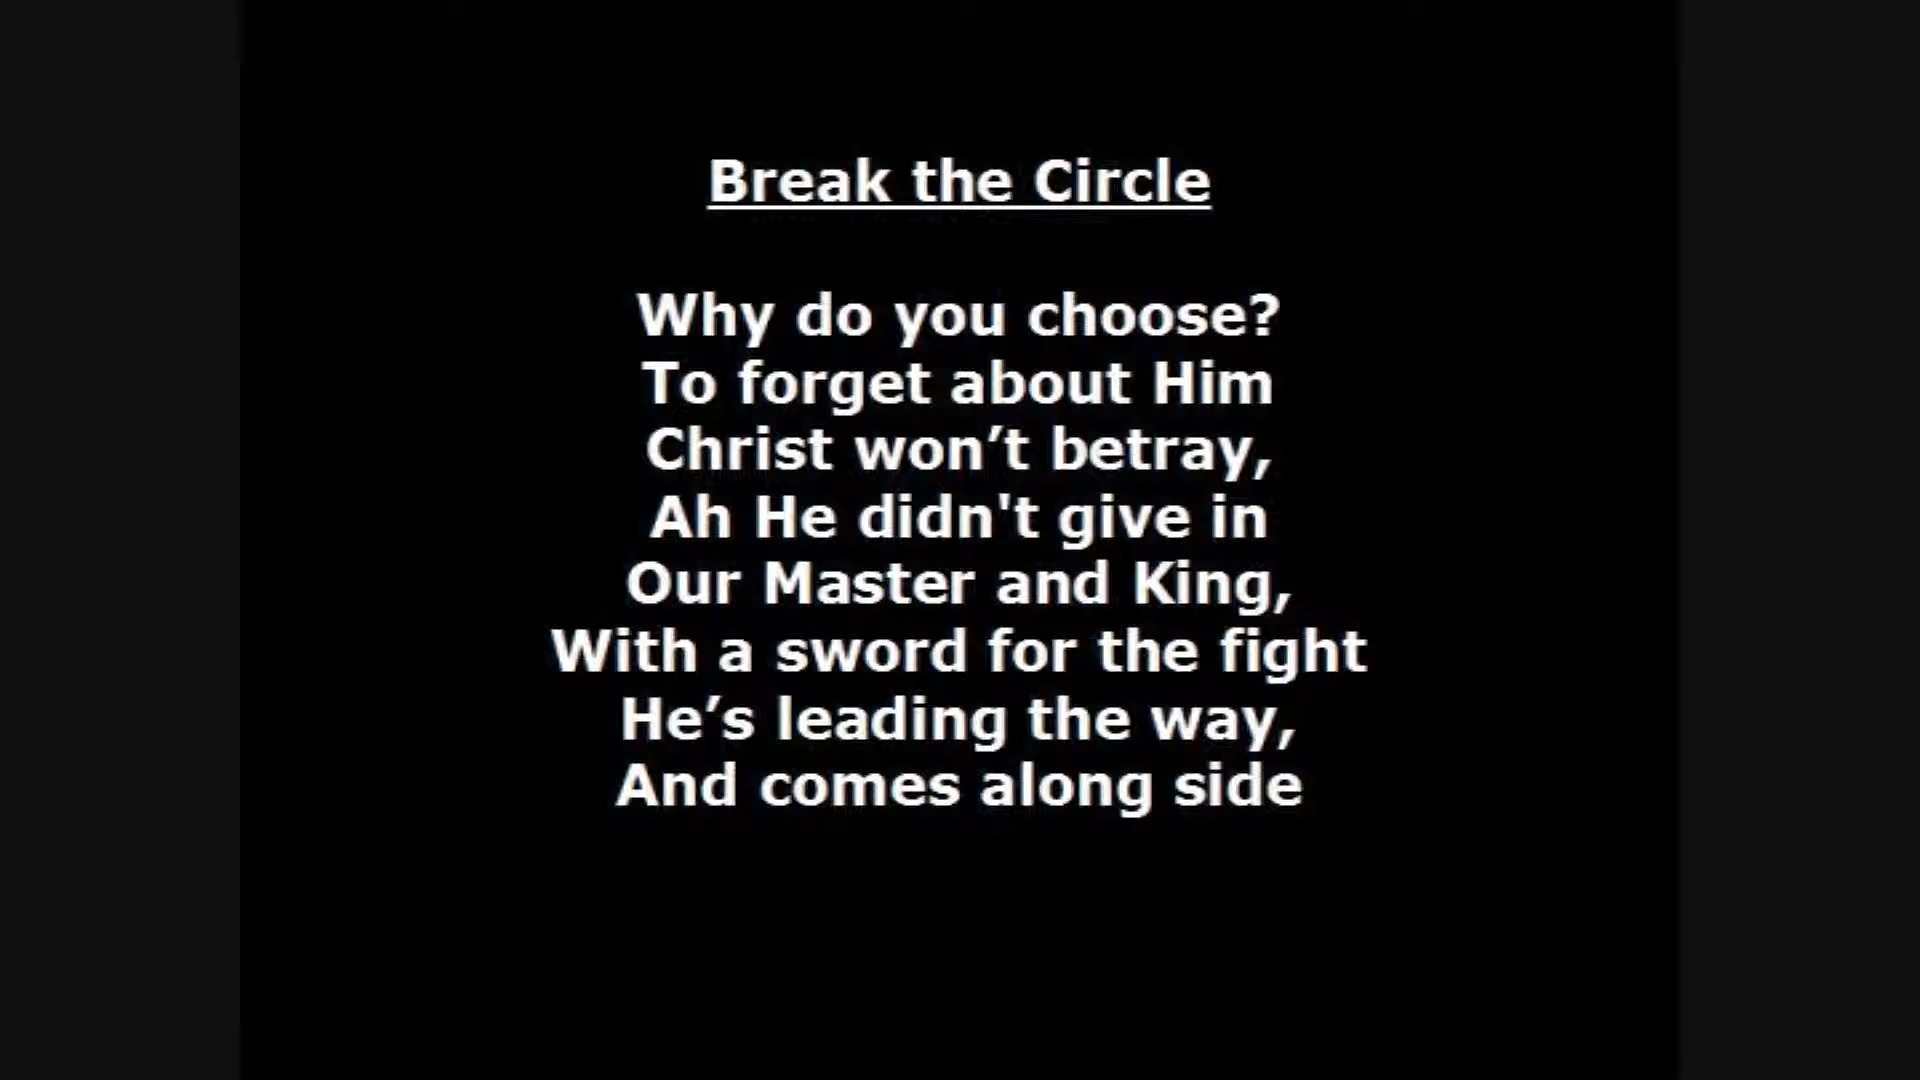 Break the Circle
Why do you choose?
To forget about Him
Christ won’t betray,
Ah He didn't give in
Our Master and King,
With a sword for the fight
He’s leading the way,
And comes along side